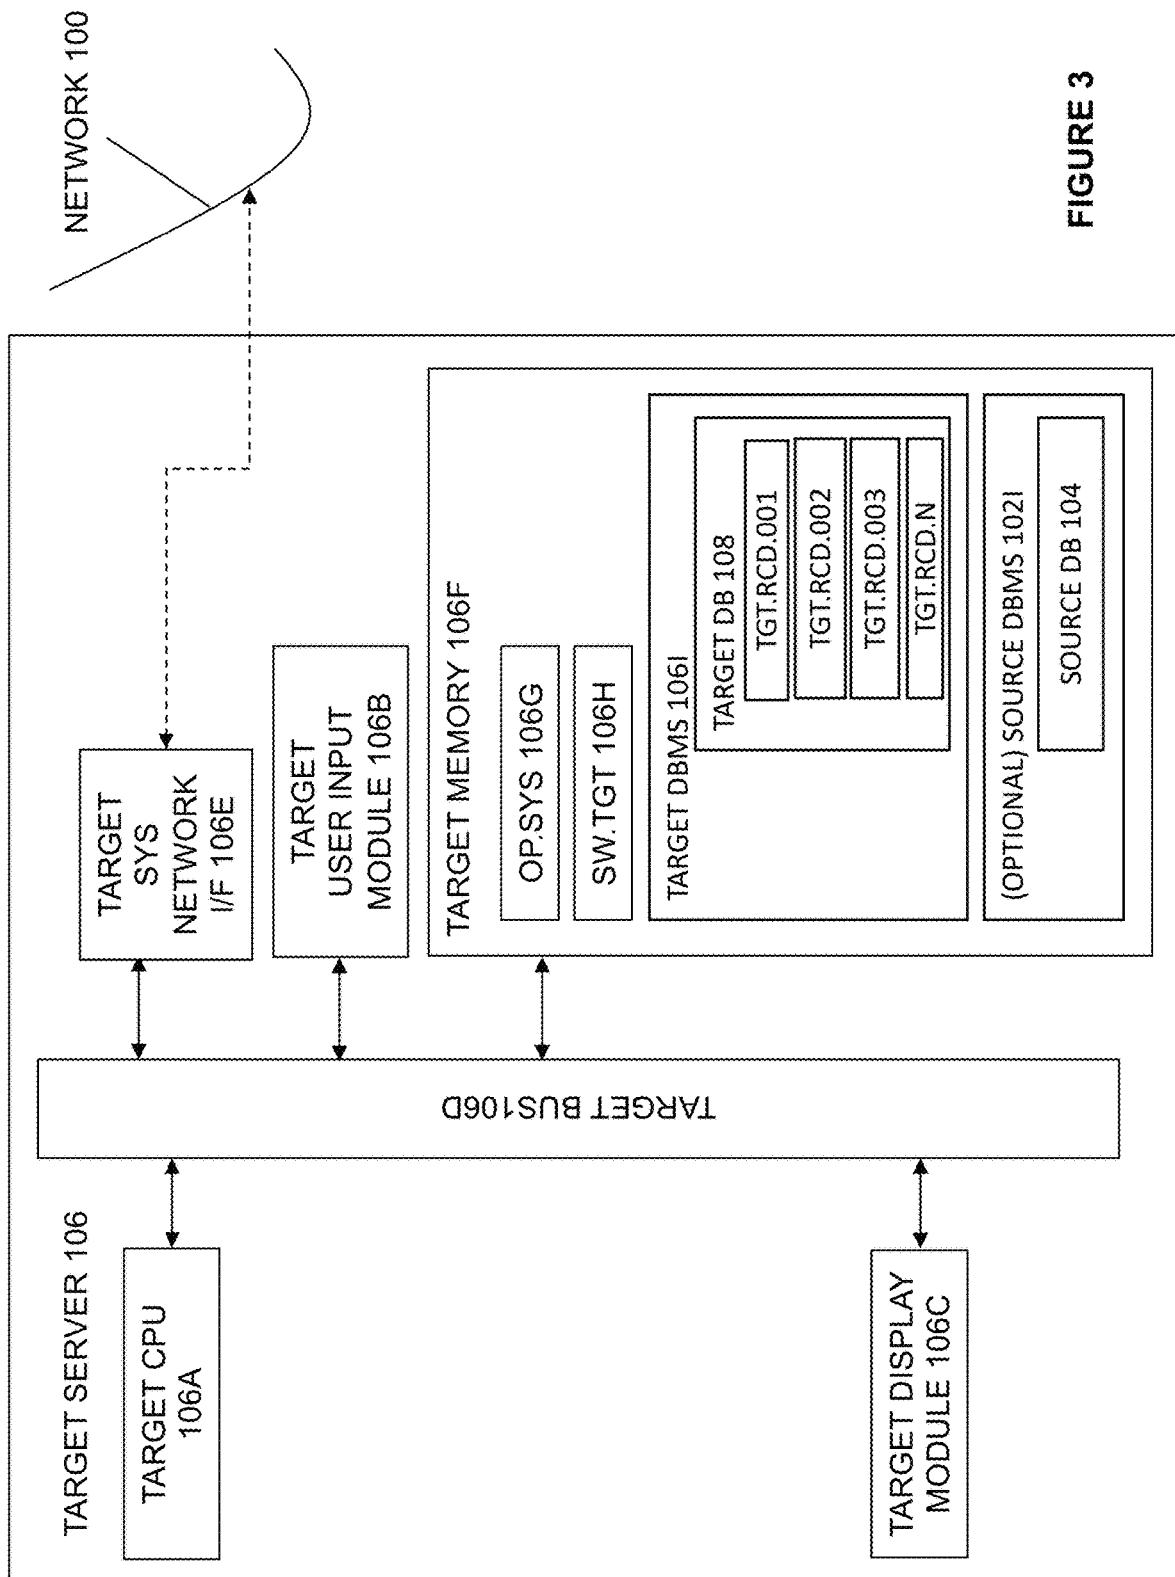 TARGET SERVER 106
TARGET CPU
106A
TARGET DISPLAY
MODULE 106C
TARGET BUS106D
TARGET
SYS
NETWORK
I/F 106E
TARGET
USER INPUT
MODULE 106B
TARGET MEMORY 106F
OP.SYS 106G
SW.TGT 106H
TARGET DBMS 106I
TARGET DB 108
TGT.RCD.001
TGT.RCD.002
TGT.RCD.003
TGT.RCD.N
(OPTIONAL) SOURCE DBMS 102I
SOURCE DB 104
NETWORK 100
FIGURE 3